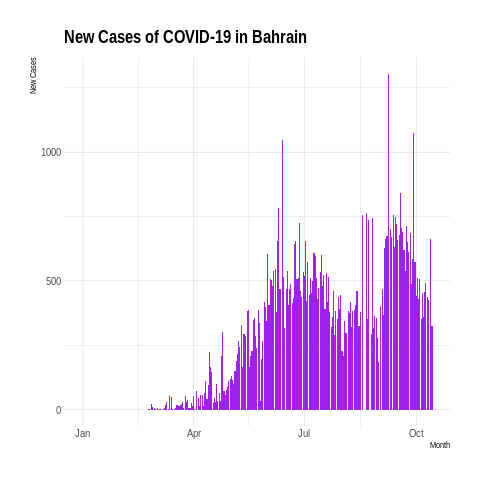 New Cases of COVID-19 in Bahrain
New Cases
1000
500
0
Jan
Apr
Jul
Oct
Month